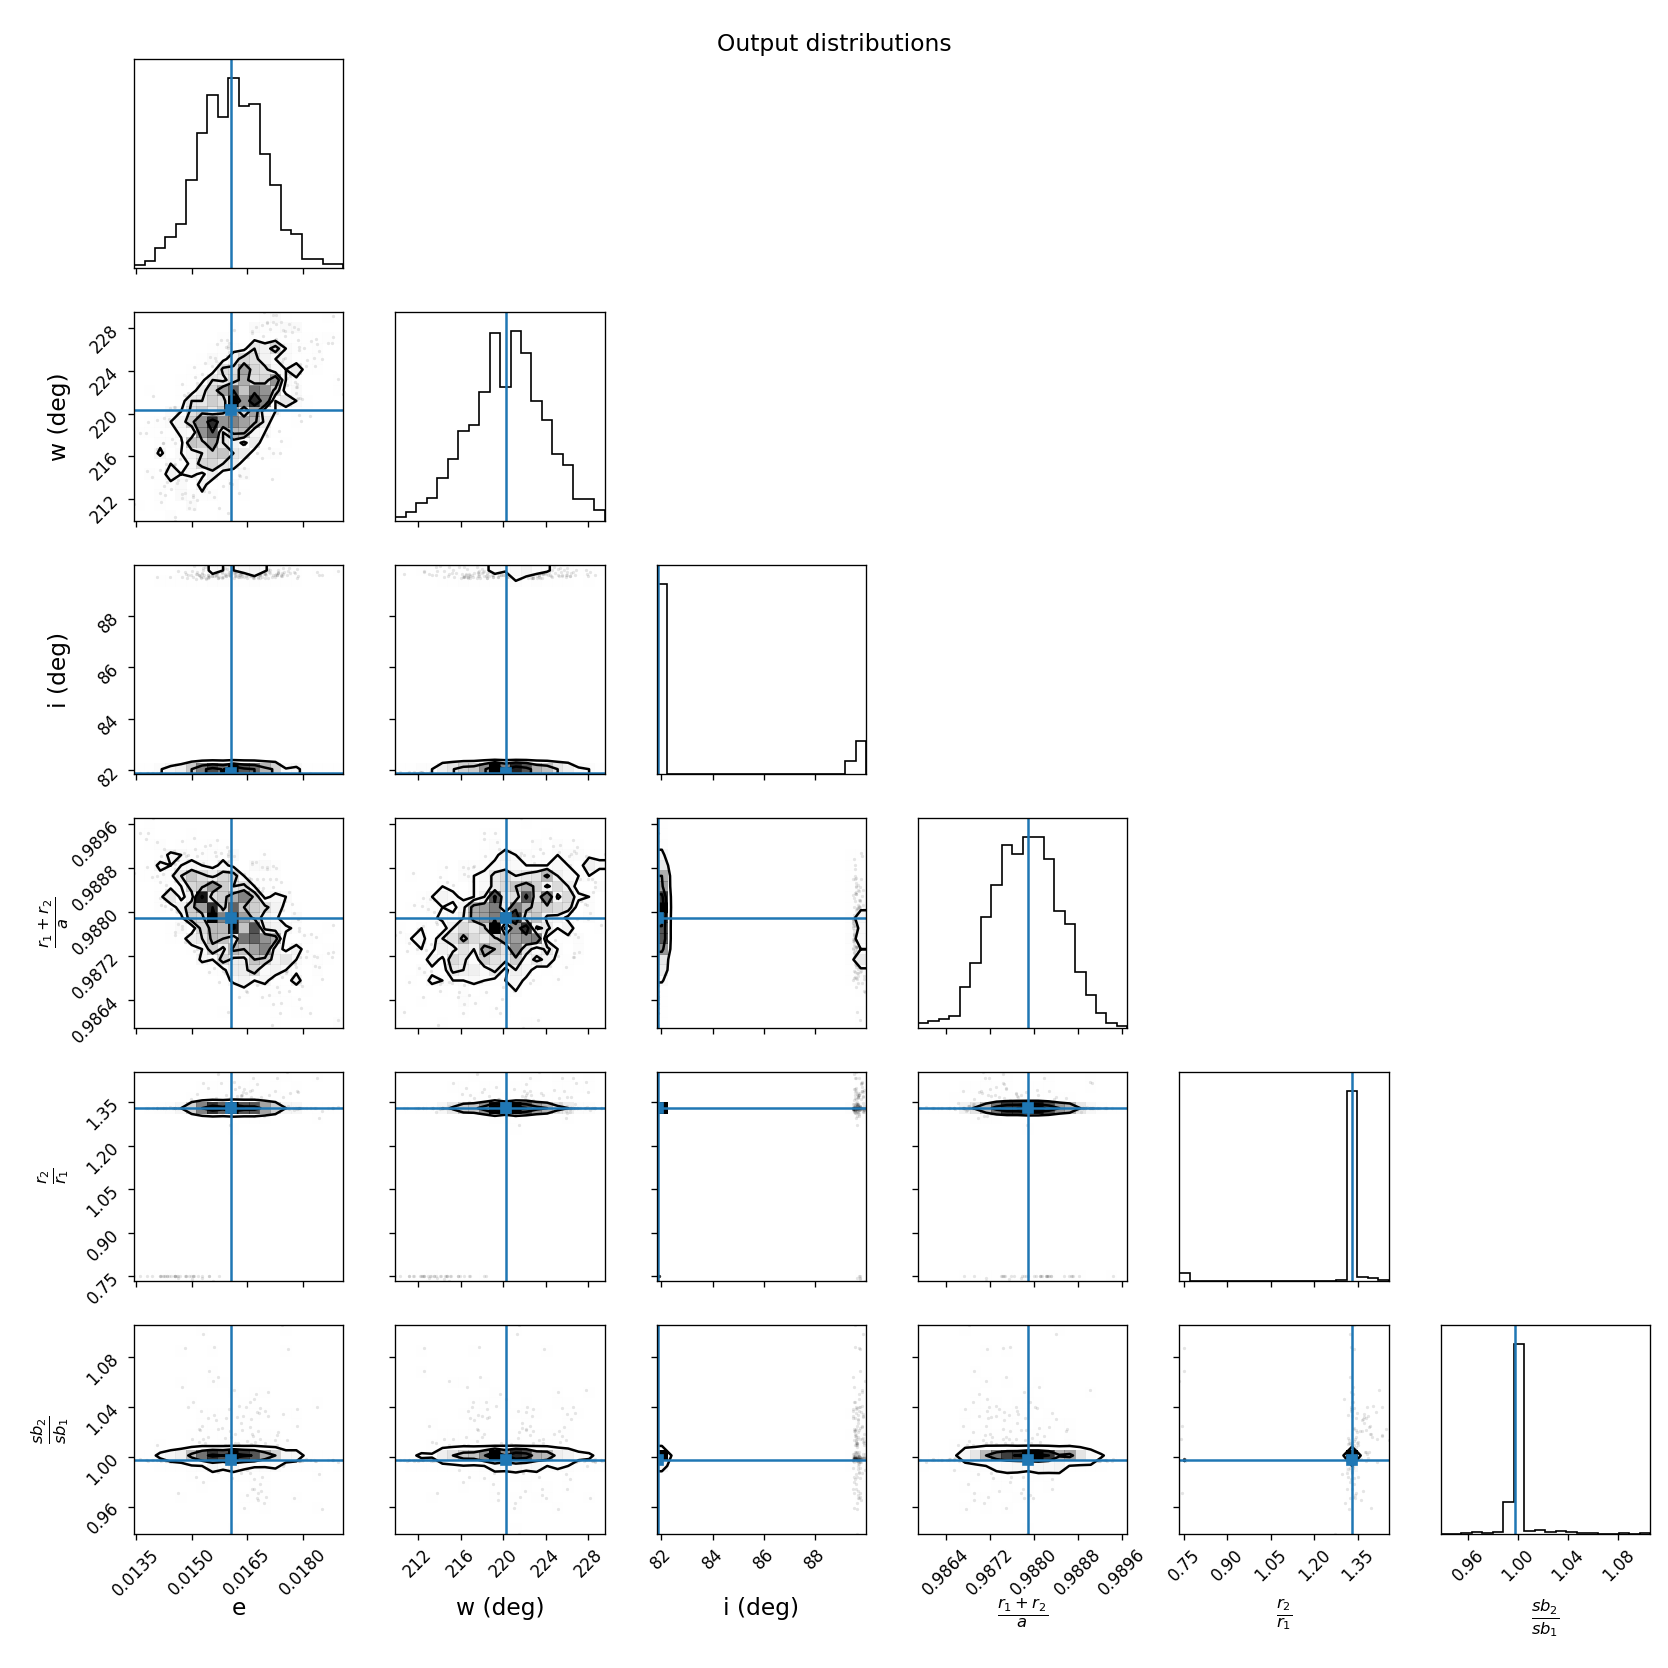 Output distributions
w (deg)
228
224
220
216
212
i (deg)
88
86
84
82
r₁ + r₂
a
0.9896
0.9888
0.9880
0.9872
0.9864
r₂
r₁
1.35
1.20
1.05
0.90
0.75
sb₂
sb₁
1.08
1.04
1.00
0.96
0.0135 0.0150 0.0165 0.0180 212 216 220 224 228 82 84 86 88 0.9864 0.9872 0.9880 0.9888 0.9896 0.75 0.90 1.05 1.20 1.35 0.96 1.00 1.04 1.08
e w (deg) i (deg) r₁ + r₂ r₂ sb₂
a r₁ sb₁